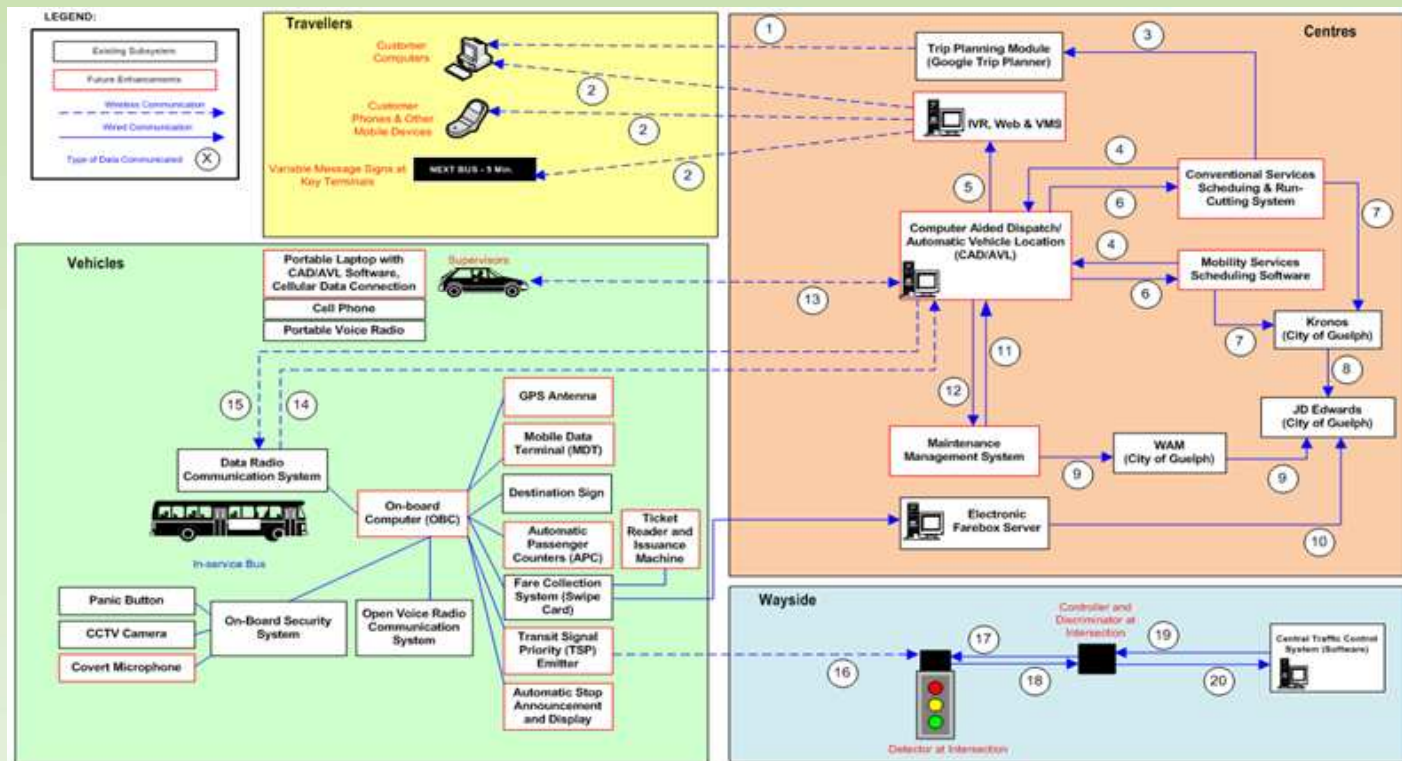 LEGEND:
Existing Subsystem
Future Enhancements
Wireless Communication
Wired Communication
Type of Data Communicated
X
Travellers
Customer
Computers
Customer
Phones & Other
Mobile Devices
Variable Message Signs at
Key Terminals
NEXT BUS - 5 Min.
1
2
2
2
Centres
Trip Planning Module
(Google Trip Planner)
3
IVR, Web & VMS
4
5
6
Conventional Services
Scheduing & Run-
Cutting System
7
Computer Aided Dispatch/
Automatic Vehicle Location
(CAD/AVL)
4
6
Mobility Services
Scheduling Software
7
Kronos
(City of Guelph)
8
13
11
12
JD Edwards
(City of Guelph)
Maintenance
Management System
9
WAM
(City of Guelph)
9
Electronic
Farebox Server
10
Vehicles
Portable Laptop with
CAD/AVL Software,
Cellular Data Connection
Cell Phone
Portable Voice Radio
Supervisors
15
14
Data Radio
Communication System
In-service Bus
On-board
Computer (OBC)
GPS Antenna
Mobile Data
Terminal (MDT)
Destination Sign
Automatic
Passenger
Counters (APC)
Ticket
Reader and
Issuance
Machine
Fare Collection
System (Swipe
Card)
Transit Signal
Priority (TSP)
Emitter
Automatic Stop
Announcement
and Display
Panic Button
CCTV Camera
Covert Microphone
On-Board Security
System
Open Voice Radio
Communication
System
Wayside
Controller and
Discriminator at
Intersection
16
17
18
19
20
Central Traffic Control
System (Software)
Detector at Intersection